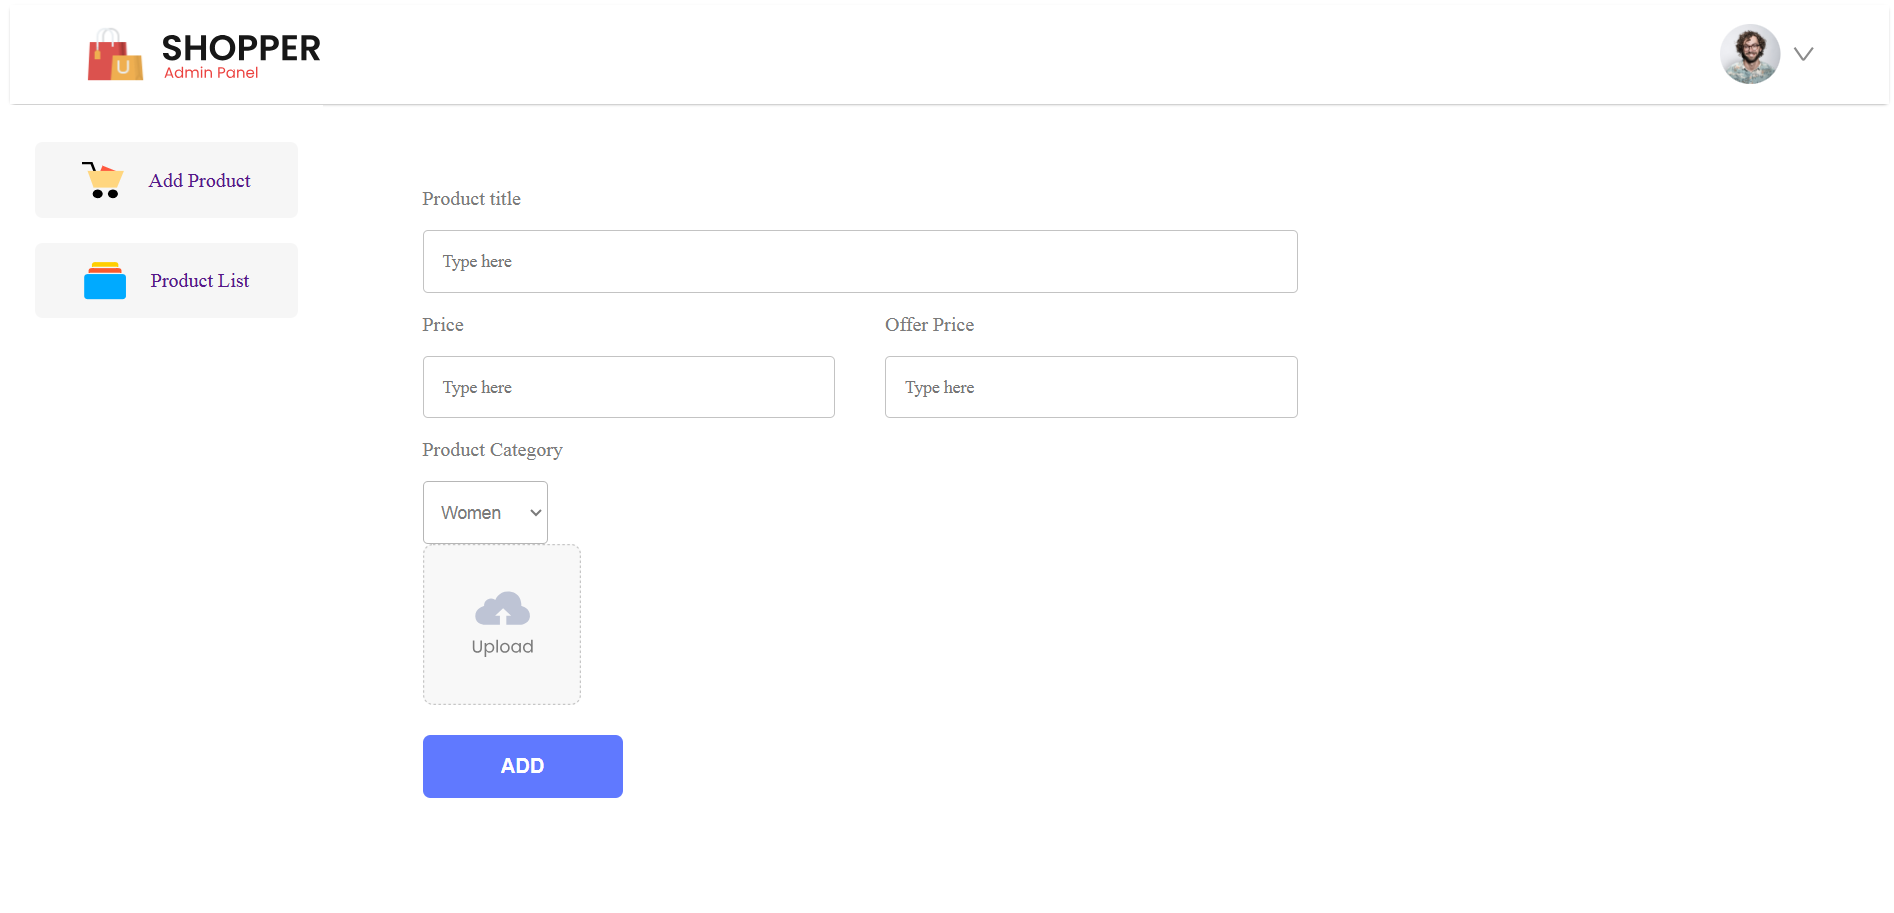 SHOPPER
Admin Panel
Add Product
Product List
Product title
Type here
Price
Offer Price
Type here
Type here
Product Category
Women
Upload
ADD